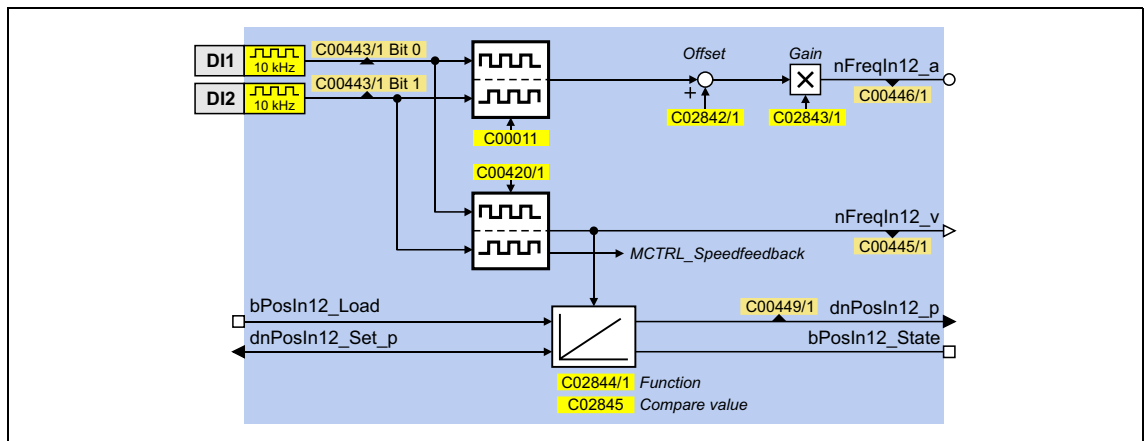 DI1
10 kHz
C00443/1 Bit 0
DI2
10 kHz
C00443/1 Bit 1
C00011
Offset
+
C02842/1
Gain
C02843/1
nFreqIn12_a
C00446/1
C00420/1
nFreqIn12_v
C00445/1
MCTRL_Speedfeedback
bPosIn12_Load
dnPosIn12_Set_p
C00449/1
dnPosIn12_p
bPosIn12_State
C02844/1 Function
C02845 Compare value